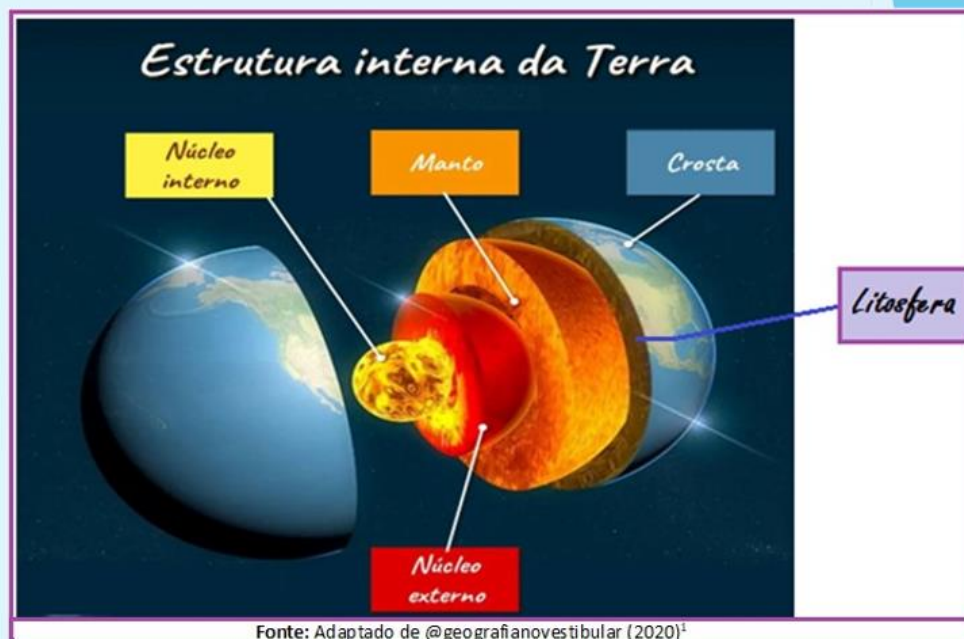 Estrutura interna da Terra
Núcleo
interno
Manto
Crosta
Litosfera
Núcleo
externo
Fonte: Adaptado de @geografianovestibular (2020)¹